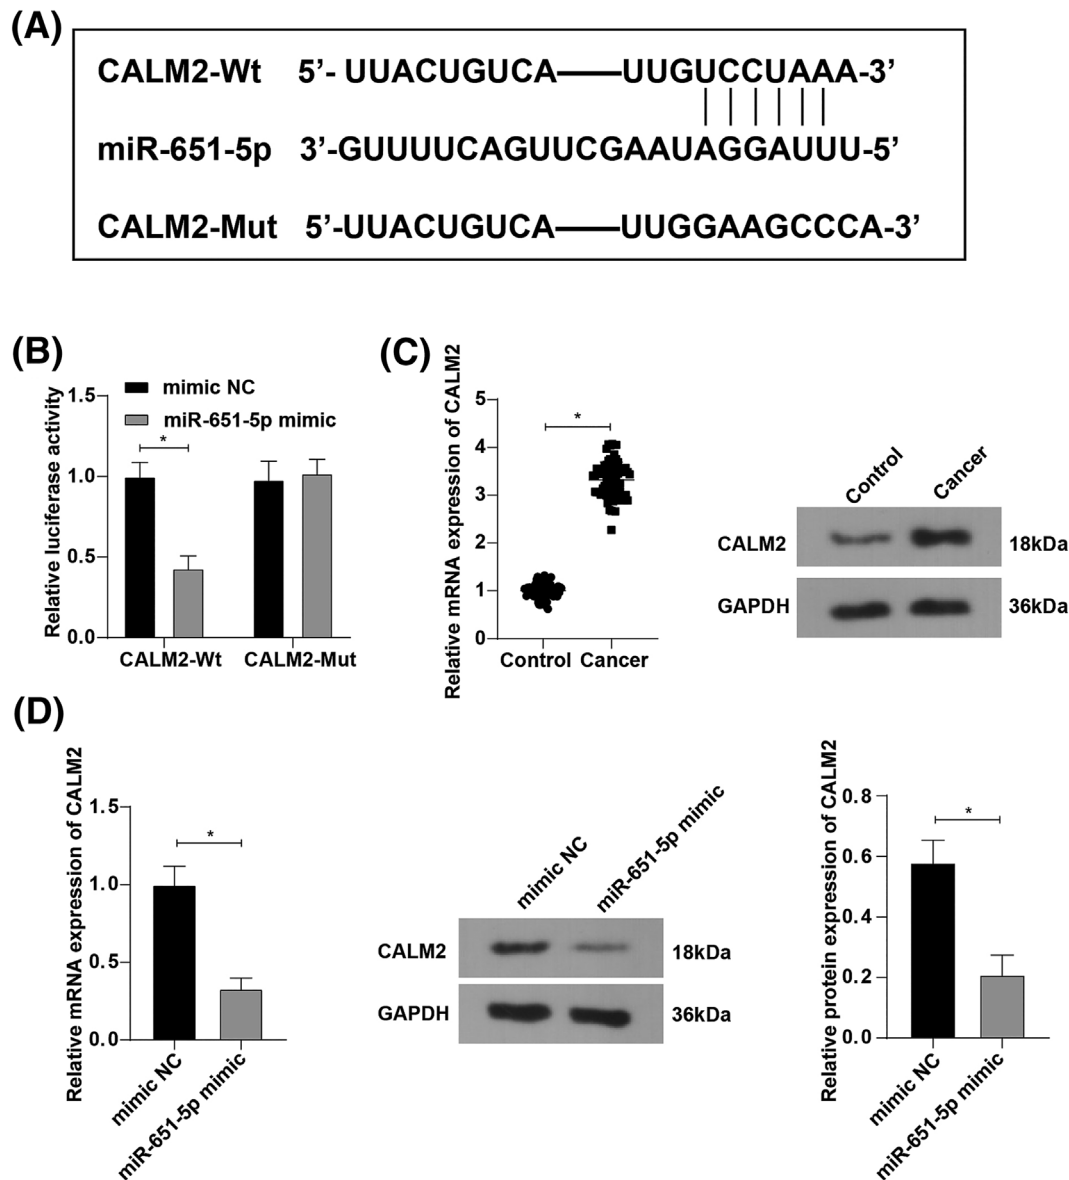 (A)
CALM2-Wt 5’- UUACUGUCA——UUGUCCUAAA-3’
miR-651-5p 3’-GUUUUCAGUUCGAAUAGGAUUU-5’
CALM2-Mut 5’-UUACUGUCA——UUGGAAGCCCA-3’
(B)
Relative luciferase activity
1.5
1.0
0.5
0.0
mimic NC
miR-651-5p mimic
*
CALM2-Wt CALM2-Mut
(C)
Relative mRNA expression of CALM2
5
4
3
2
1
0
*
Control Cancer
Control Cancer
CALM2 18kDa
GAPDH 36kDa
(D)
Relative mRNA expression of CALM2
1.5
1.0
0.5
0.0
*
mimic NC
miR-651-5p mimic
mimic NC
miR-651-5p mimic
CALM2 18kDa
GAPDH 36kDa
Relative protein expression of CALM2
0.8
0.6
0.4
0.2
0.0
*
mimic NC
miR-651-5p mimic